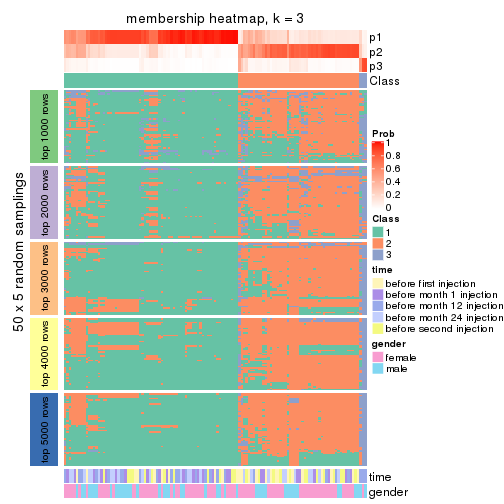 membership heatmap, k = 3
p1
p2
p3
Class
50 x 5 random samplings
top 1000 rows
top 2000 rows
top 3000 rows
top 4000 rows
top 5000 rows
time
gender
Prob
1
0.8
0.6
0.4
0.2
0
Class
1
2
3
time
before first injection
before month 1 injection
before month 12 injection
before month 24 injection
before second injection
gender
female
male